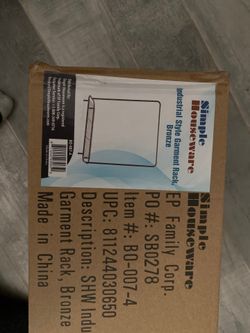 Simple
Houseware
Industrial Style Garment Rack,
Bronze
Simple
Houseware
EP Family Corp.
PO #: SB0278
Item #: BO-007-4
UPC: 811244030650
Description: SHW Indu
Garment Rack, Bronze
Made in China